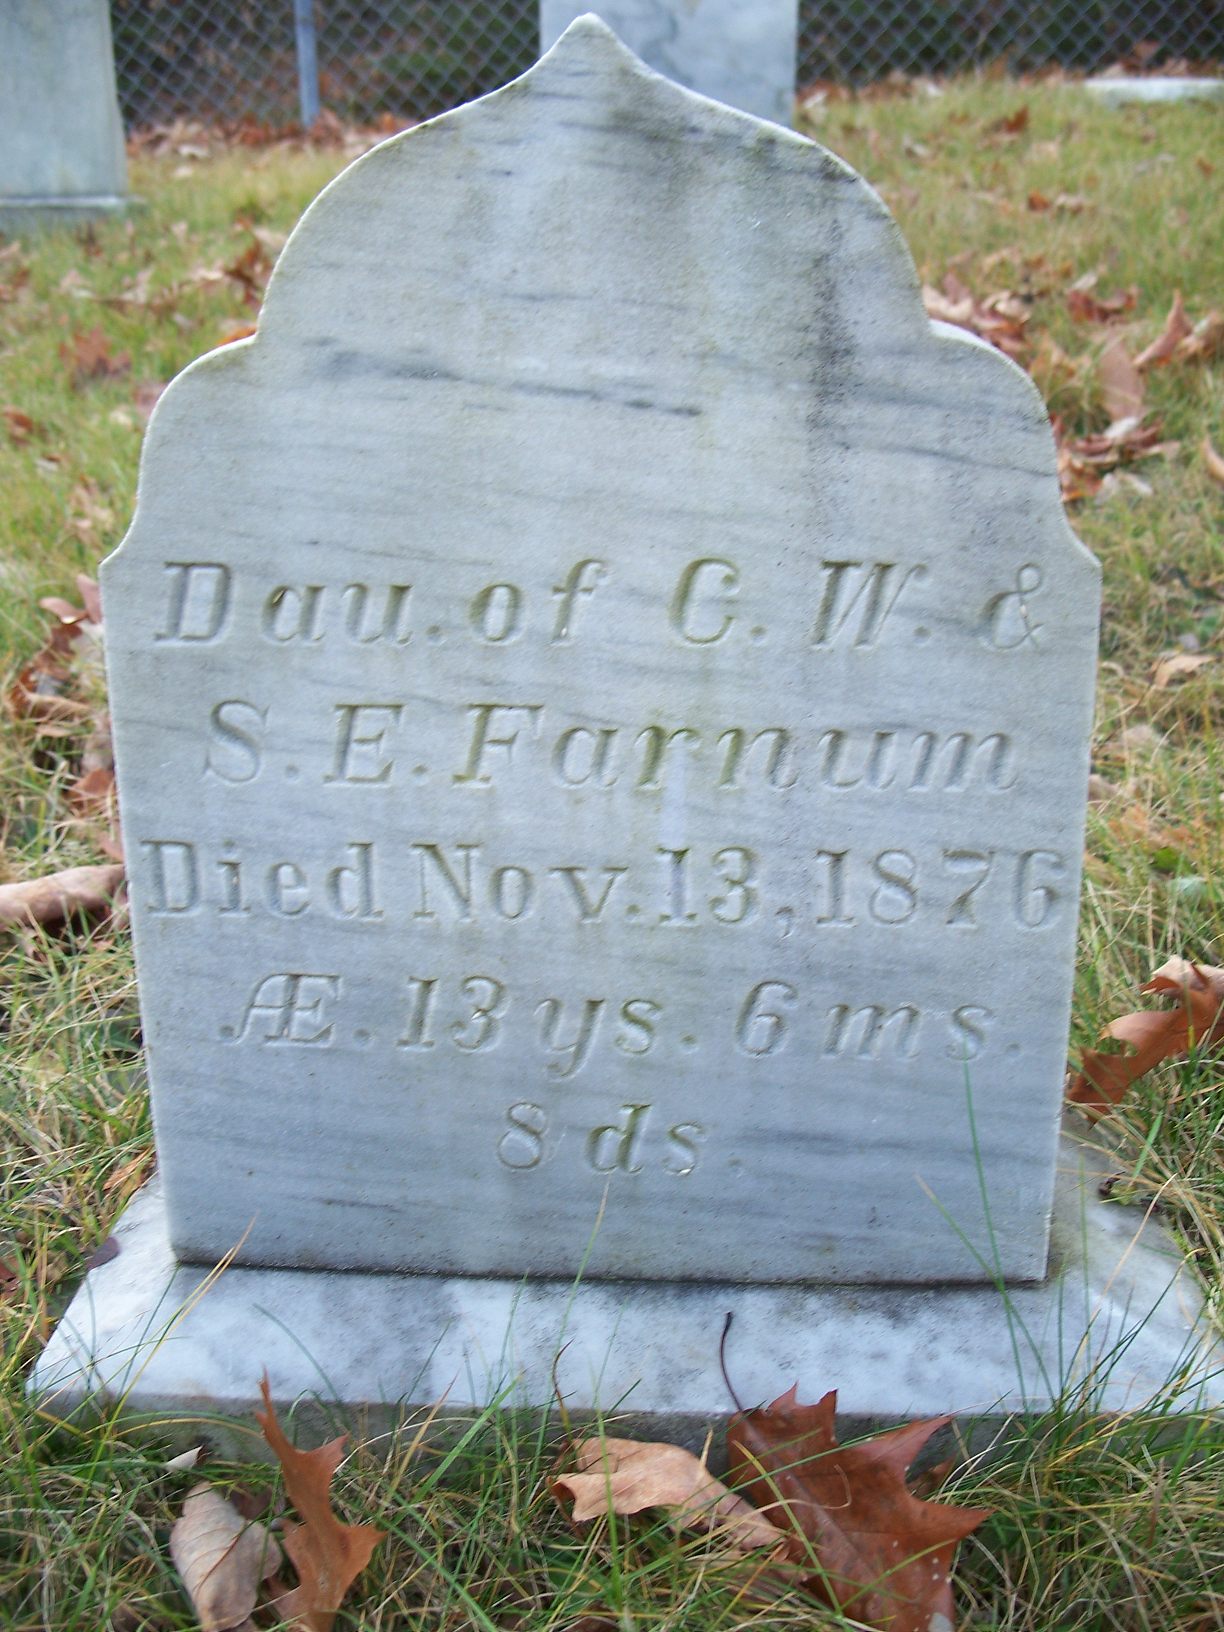 Dau. of C. W. &
S. E. Farnum
Died Nov. 13, 1876
Æ. 13 ys. 6 ms.
8 ds.